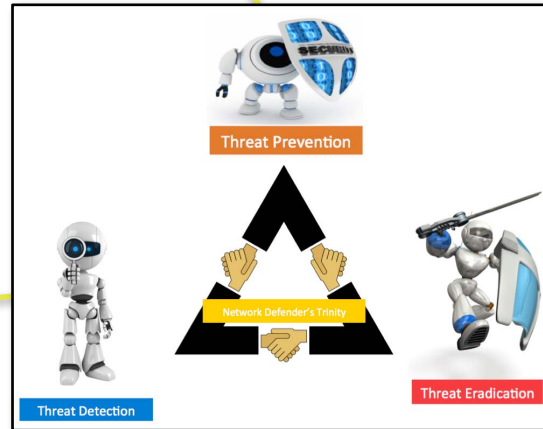 SECURITY
Threat Prevention
Network Defender's Trinity
Threat Detection
Threat Eradication